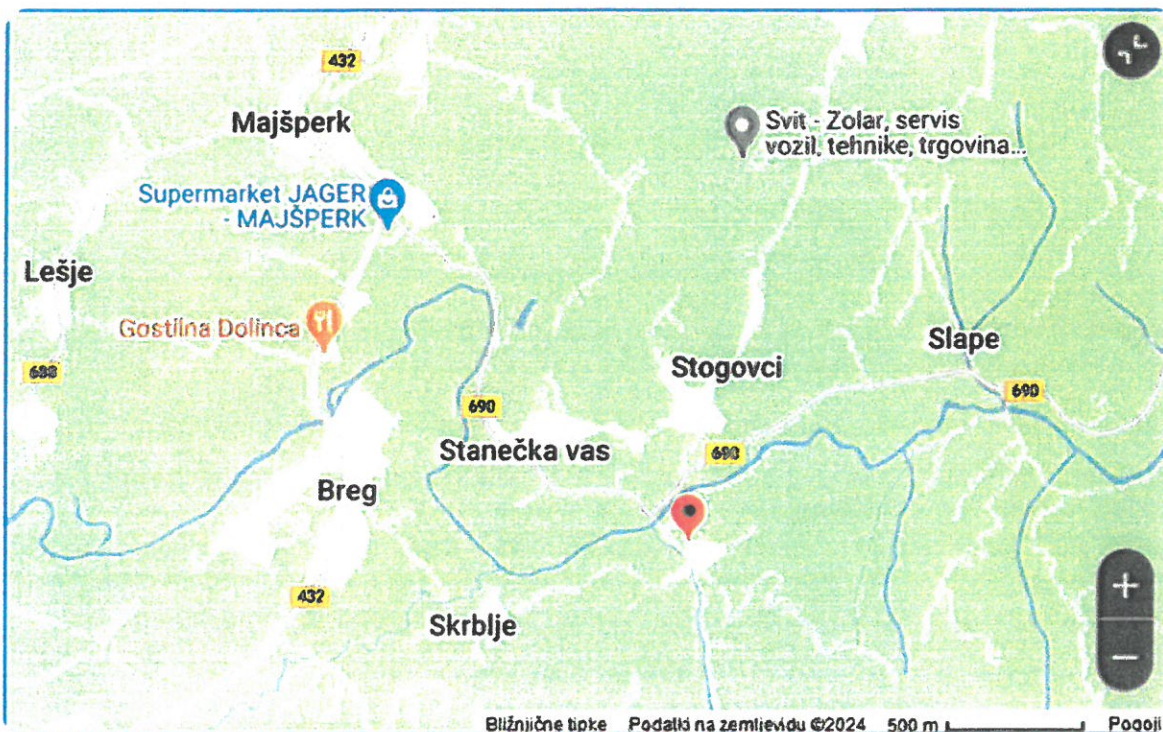 432
Majšperk
Svit - Zolar, servis
vozil, tehnike, trgovina...
Supermarket JAGER
- MAJŠPERK
Lešje
Gostilna Dolinca
Slape
Stogovci
688
690
690
Stanečka vas
690
Breg
432
Skrblje
+
−
Bližnjične tipke Podatki na zemljevidu ©2024 500 m Pogoji